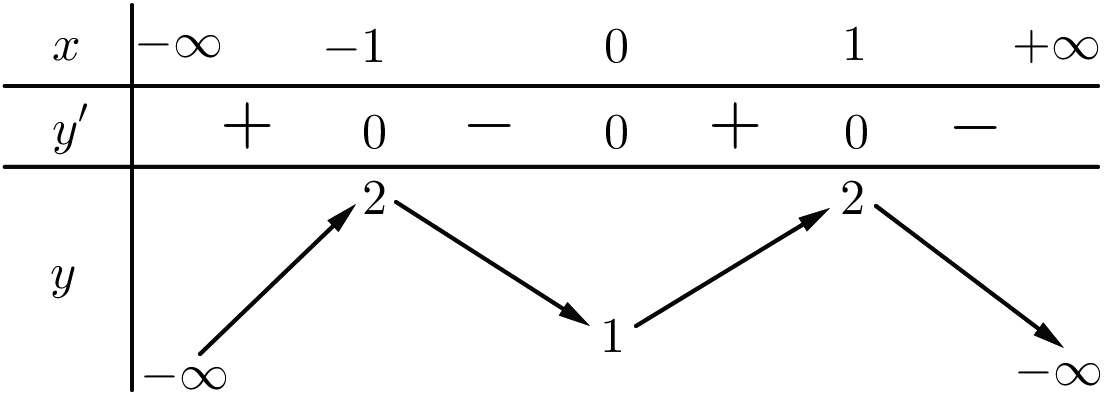 x −∞ −1 0 1 +∞
y′ + 0 − 0 + 0 −
2 2
y
1
−∞ −∞